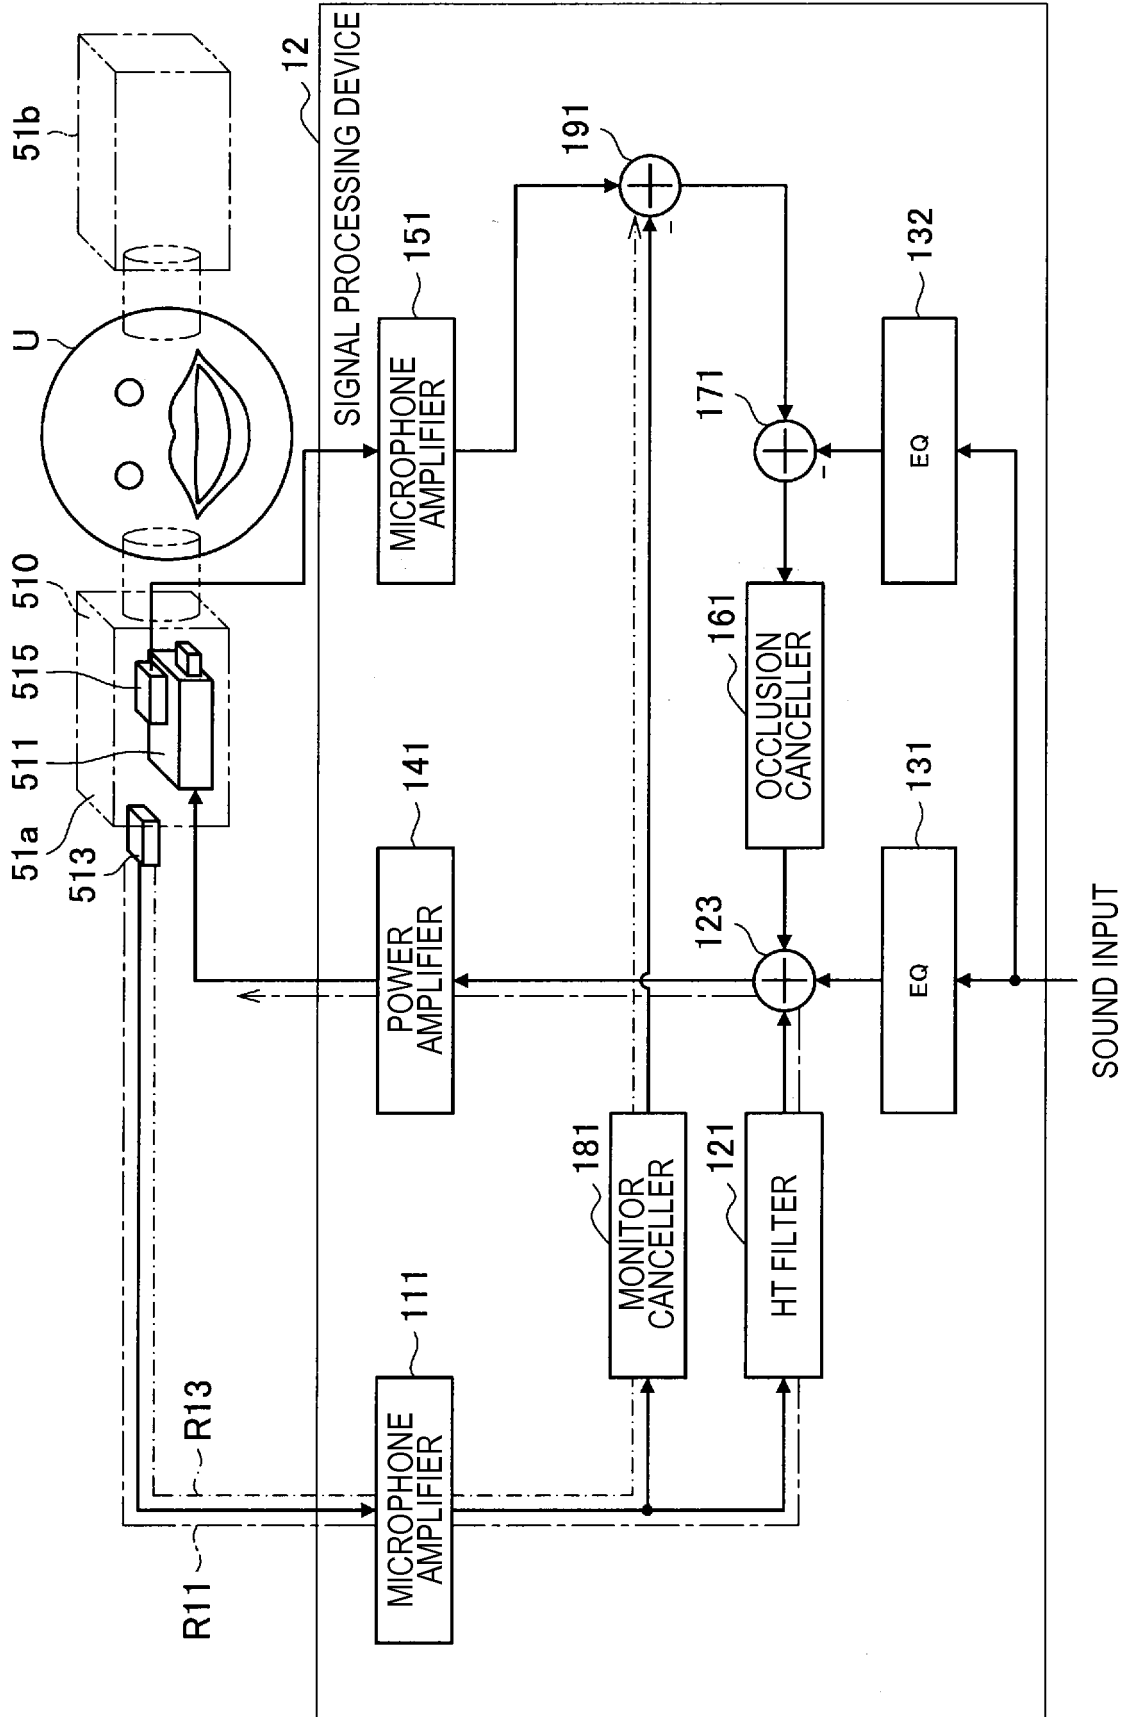 51b
U
510
515
511
51a
513
R13
R11
12
SIGNAL PROCESSING DEVICE
111
MICROPHONE
AMPLIFIER
141
POWER
AMPLIFIER
151
MICROPHONE
AMPLIFIER
181
MONITOR
CANCELLER
191
−
121
HT FILTER
123
161
OCCLUSION
CANCELLER
171
−
131
EQ
132
EQ
SOUND INPUT